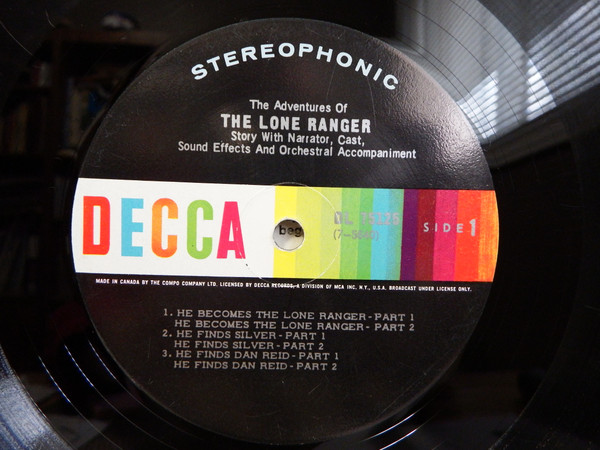 STEREOPHONIC
The Adventures Of
THE LONE RANGER
Story With Narrator, Cast,
Sound Effects And Orchestral Accompaniment
DECCA
beg
DL
SIDE 1
MADE IN CANADA BY THE COMPO COMPANY LTD. LICENSED BY DECCA RECORDS, A DIVISION OF MCA INC, N.Y., U.S.A. BROADCAST UNDER LICENSE ONLY.
1. HE BECOMES THE LONE RANGER - PART 1
HE BECOMES THE LONE RANGER - PART 2
2. HE FINDS SILVER - PART 1
HE FINDS SILVER - PART 2
3. HE FINDS DAN REID - PART 1
HE FINDS DAN REID - PART 2